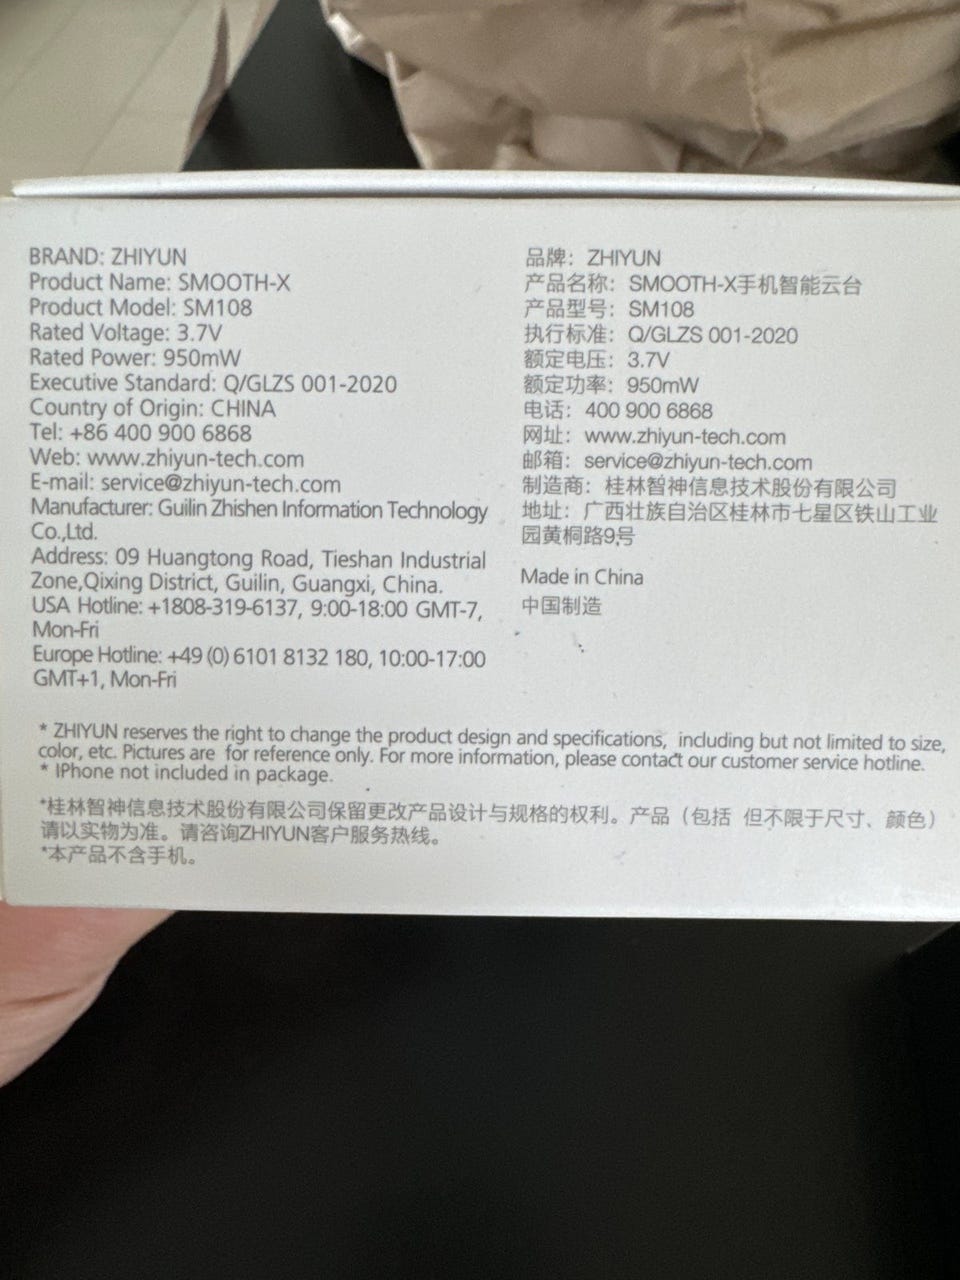 BRAND: ZHIYUN
Product Name: SMOOTH-X
Product Model: SM108
Rated Voltage: 3.7V
Rated Power: 950mW
Executive Standard: Q/GLZS 001-2020
Country of Origin: CHINA
Tel: +86 400 900 6868
Web: www.zhiyun-tech.com
E-mail: service@zhiyun-tech.com
Manufacturer: Guilin Zhishen Information Technology
Co.,Ltd.
Address: 09 Huangtong Road, Tieshan Industrial
Zone,Qixing District, Guilin, Guangxi, China.
USA Hotline: +1808-319-6137, 9:00-18:00 GMT-7,
Mon-Fri
Europe Hotline: +49 (0) 6101 8132 180, 10:00-17:00
GMT+1, Mon-Fri
品牌：ZHIYUN
产品名称：SMOOTH-X手机智能云台
产品型号：SM108
执行标准：Q/GLZS 001-2020
额定电压：3.7V
额定功率：950mW
电话：400 900 6868
网址：www.zhiyun-tech.com
邮箱：service@zhiyun-tech.com
制造商：桂林智神信息技术股份有限公司
地址：广西壮族自治区桂林市七星区铁山工业
园黄桐路9号
Made in China
中国制造
* ZHIYUN reserves the right to change the product design and specifications, including but not limited to size,
color, etc. Pictures are for reference only. For more information, please contact our customer service hotline.
* IPhone not included in package.
*桂林智神信息技术股份有限公司保留更改产品设计与规格的权利。产品（包括 但不限于尺寸、颜色）
请以实物为准。请咨询ZHIYUN客户服务热线。
*本产品不含手机。